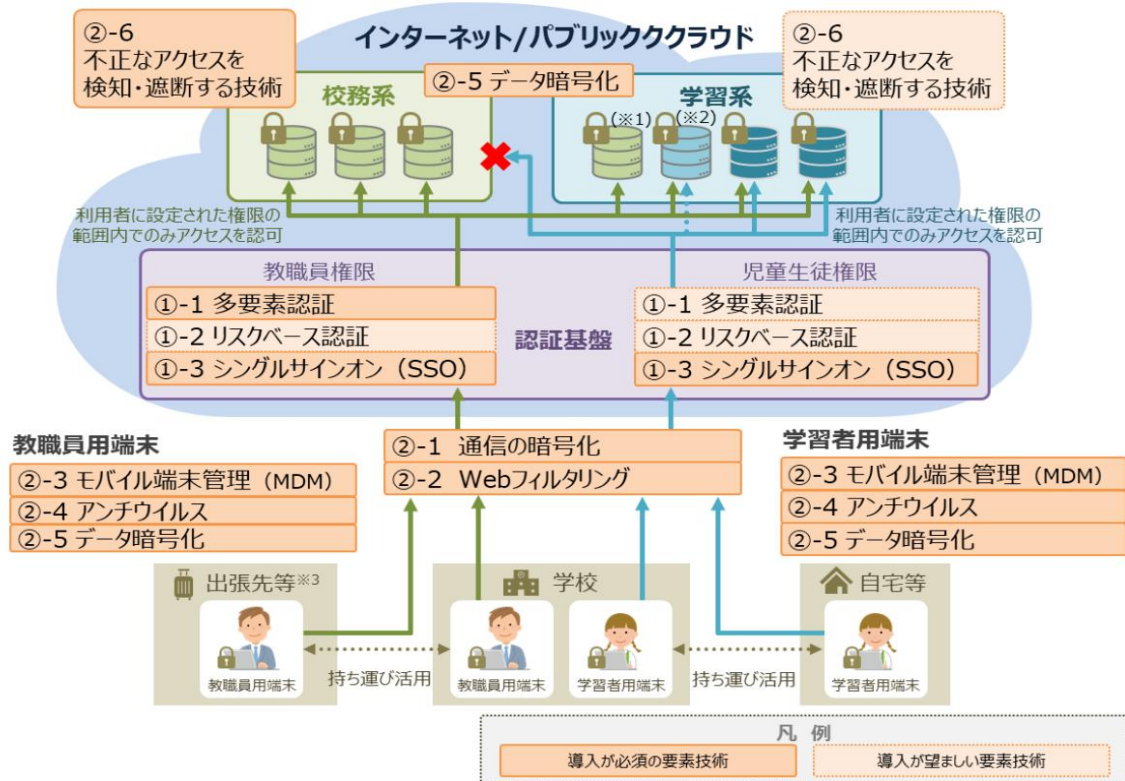 ②-6
不正なアクセスを
検知・遮断する技術
インターネット/パブリッククラウド
②-6
不正なアクセスを
検知・遮断する技術
校務系
②-5 データ暗号化
学習系
(※1)
(※2)
利用者に設定された権限の
範囲内でのみアクセスを認可
利用者に設定された権限の
範囲内でのみアクセスを認可
教職員権限
児童生徒権限
①-1 多要素認証
①-2 リスクベース認証
①-3 シングルサインオン（SSO）
認証基盤
①-1 多要素認証
①-2 リスクベース認証
①-3 シングルサインオン（SSO）
教職員用端末
②-3 モバイル端末管理（MDM）
②-4 アンチウイルス
②-5 データ暗号化
②-1 通信の暗号化
②-2 Webフィルタリング
学習者用端末
②-3 モバイル端末管理（MDM）
②-4 アンチウイルス
②-5 データ暗号化
出張先等※3
学校
自宅等
教職員用端末
持ち運び活用
教職員用端末
学習者用端末
持ち運び活用
学習者用端末
凡 例
導入が必須の要素技術
導入が望ましい要素技術